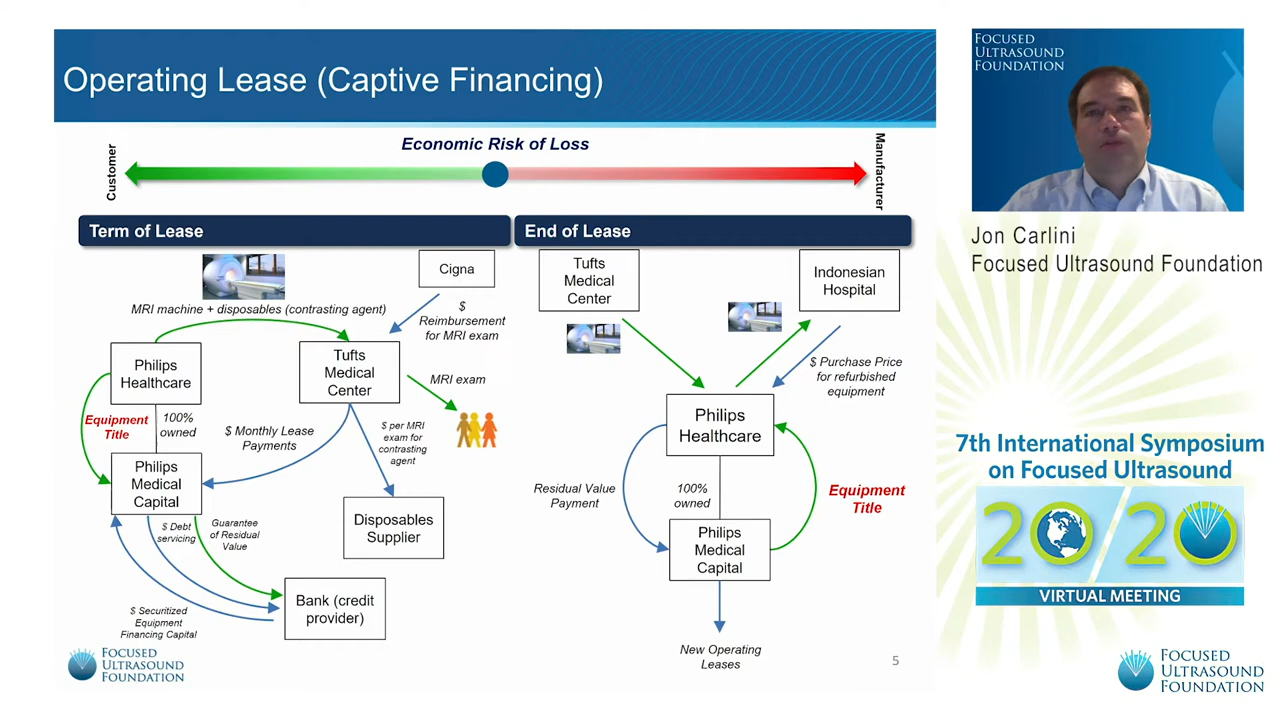 Operating Lease (Captive Financing)
Economic Risk of Loss
Customer
Manufacturer
Term of Lease
MRI machine + disposables (contrasting agent)
Cigna
$
Reimbursement
for MRI exam
Philips
Healthcare
Tufts
Medical
Center
MRI exam
Equipment
Title
100%
owned
$ Monthly Lease
Payments
$ per MRI
exam for
contrasting
agent
Philips
Medical
Capital
$ Debt
servicing
Guarantee
of Residual
Value
Disposables
Supplier
$ Securitized
Equipment
Financing Capital
Bank (credit
provider)
End of Lease
Tufts
Medical
Center
Indonesian
Hospital
$ Purchase Price
for refurbished
equipment
Philips
Healthcare
Residual Value
Payment
100%
owned
Equipment
Title
Philips
Medical
Capital
New Operating
Leases
FOCUSED
ULTRASOUND
FOUNDATION
5
FOCUSED
ULTRASOUND
FOUNDATION
Jon Carlini
Focused Ultrasound Foundation
7th International Symposium
on Focused Ultrasound
20/20
VIRTUAL MEETING
FOCUSED
ULTRASOUND
FOUNDATION